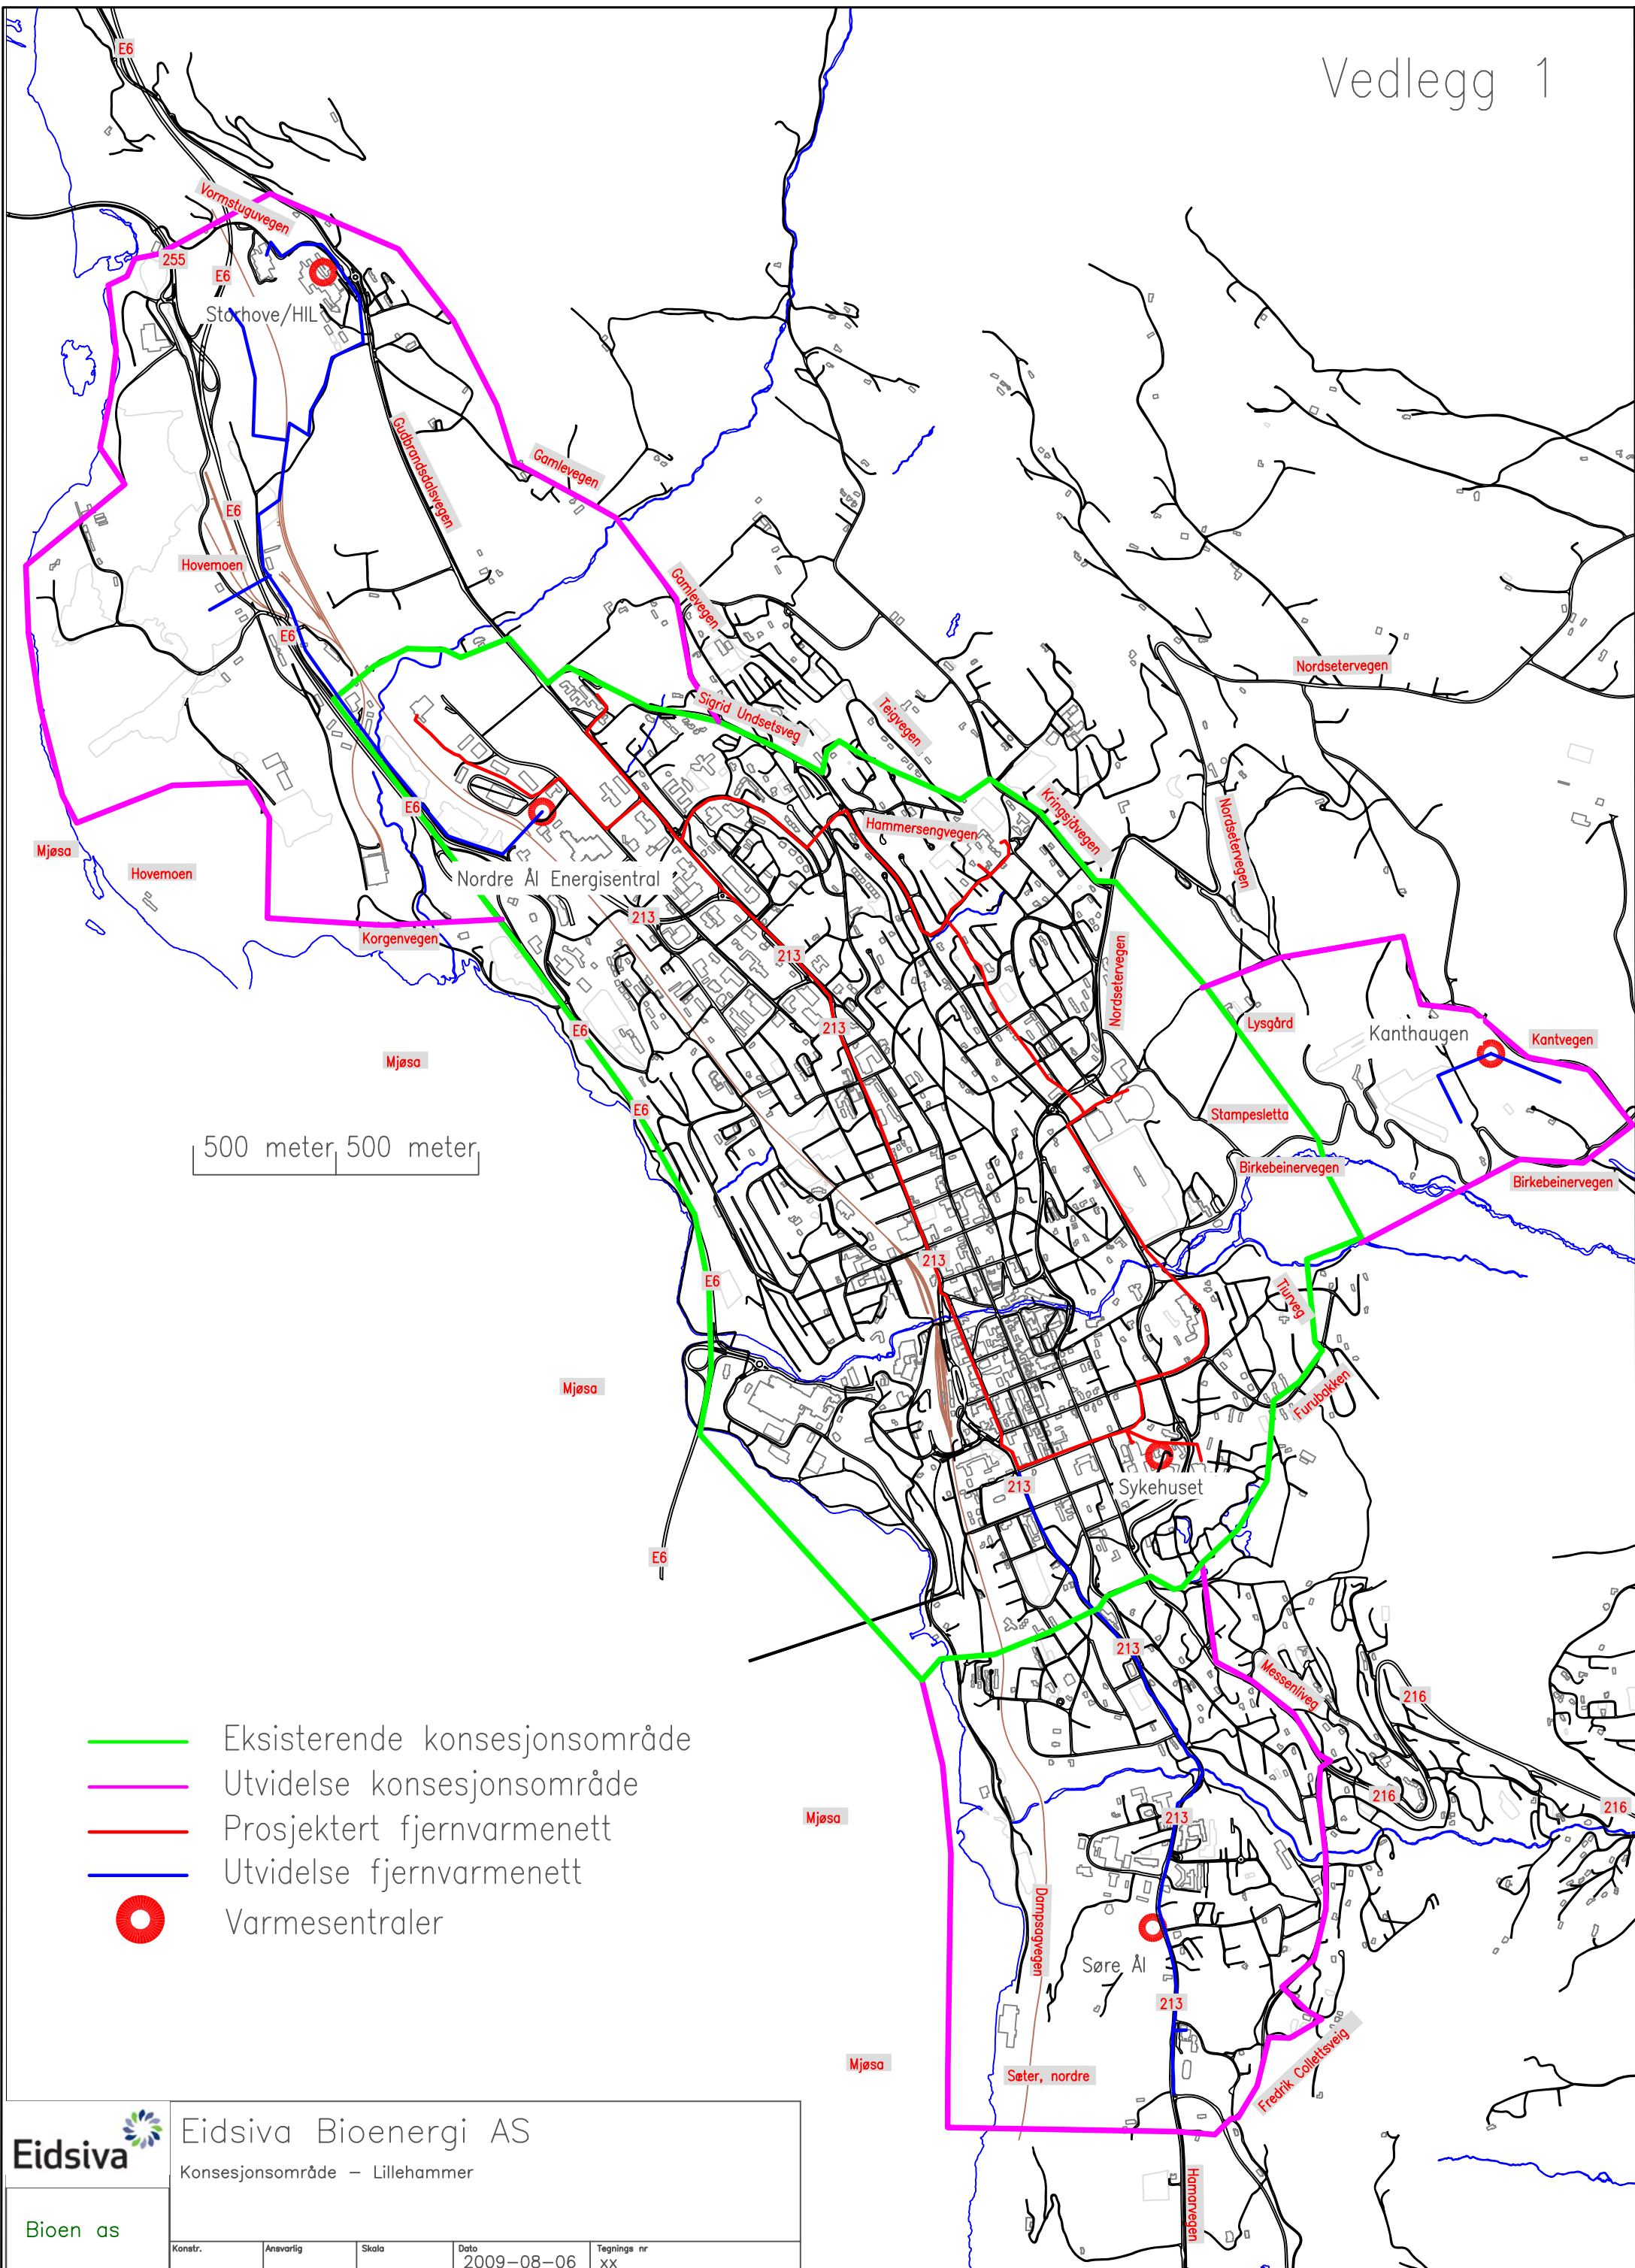 Vedlegg 1
E6
Vormstuguvegen
255
E6
Storhove/HIL
Gudbrandsdalsvegen
Gamlevegen
E6
Hovemoen
Gamlevegen
E6
Nordsetervegen
Sigrid Undsetsveg
Teigvegen
E6
Kringsjåvegen
Nordsetervegen
Hammersengvegen
Mjøsa
Hovemoen
Nordre Ål Energisentral
213
Korgenvegen
213
Nordsetervegen
E6
213
Lysgård
Kanthaugen
Kantvegen
Mjøsa
E6
Stampesletta
500 meter 500 meter
Birkebeinervegen
Birkebeinervegen
213
E6
Tiurveg
Mjøsa
Furubakken
213
Sykehuset
E6
213
Messenliveg
216
Eksisterende konsesjonsområde
Utvidelse konsesjonsområde
216
216
Mjøsa
213
Prosjektert fjernvarmenett
Utvidelse fjernvarmenett
Varmesentraler
Dampsagvegen
Søre Ål
213
Mjøsa
Sæter, nordre
Fredrik Collettsveig
Hamarvegen
Eidsiva
Eidsiva Bioenergi AS
Konsesjonsområde – Lillehammer
Bioen as
Konstr. Ansvarlig Skala Dato Tegnings nr
2009-08-06 xx